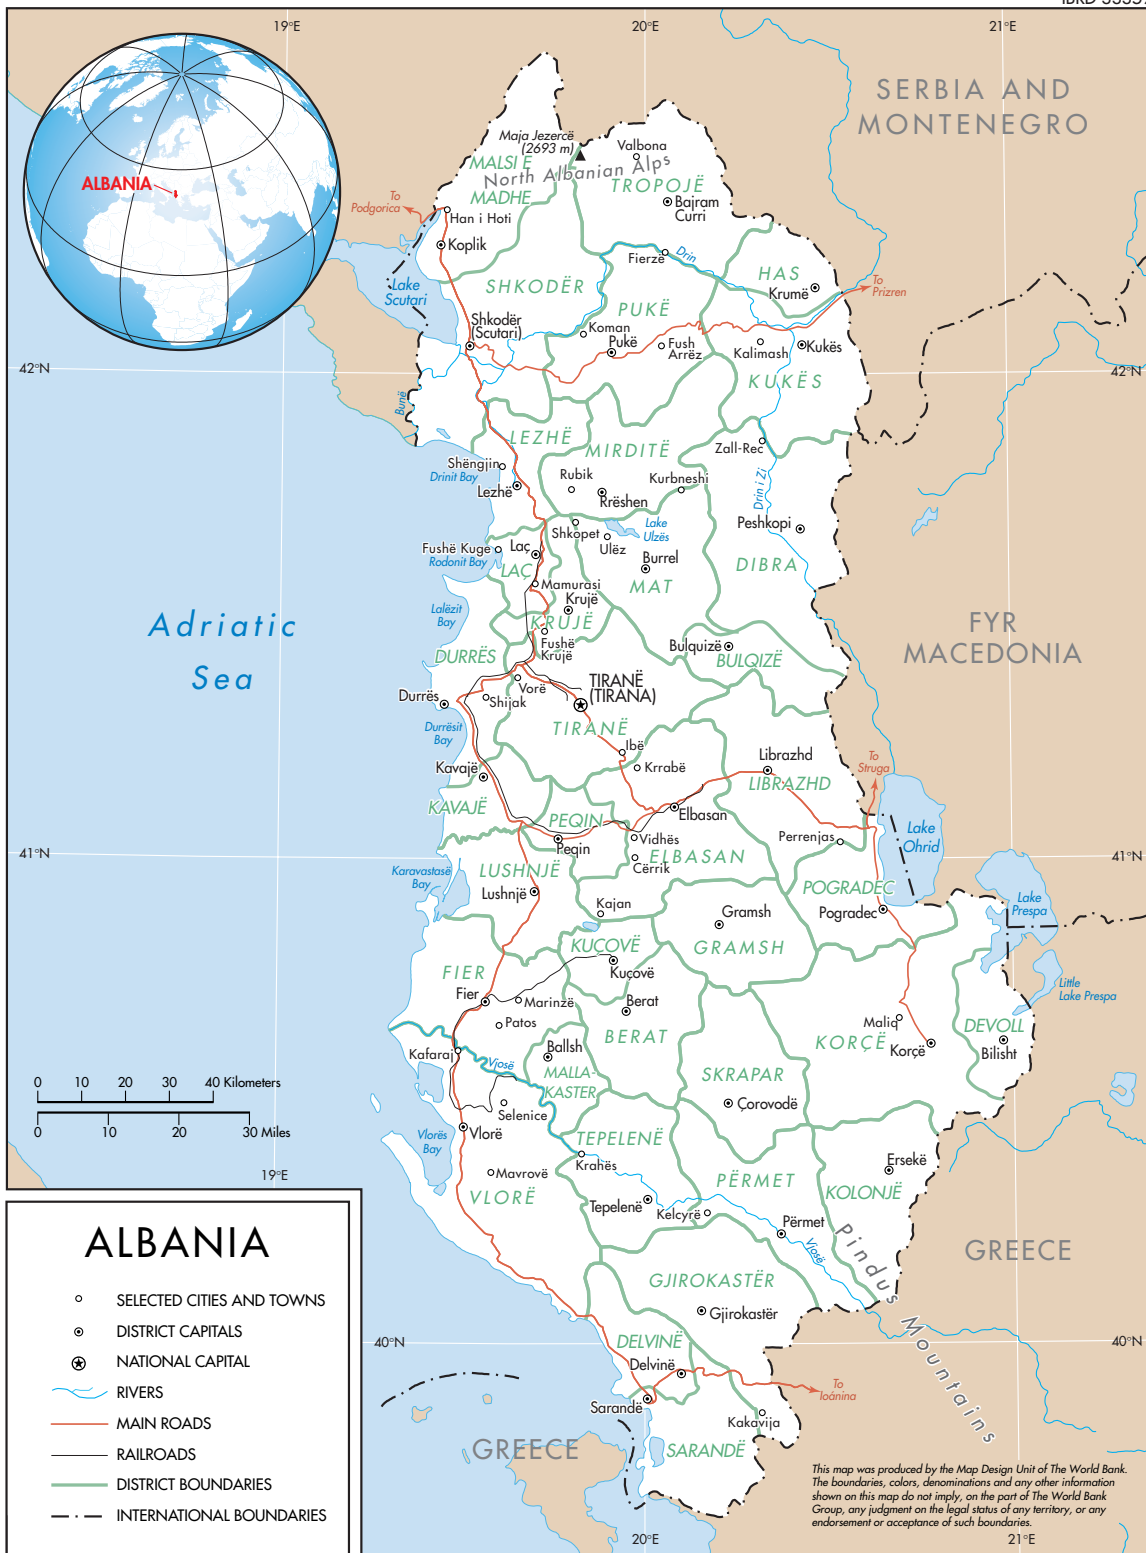 19°E
20°E
21°E
SERBIA AND
MONTENEGRO
ALBANIA
Maja Jezercë
(2693 m)
Valbona
MALSI E
MADHE
North Albanian Alps
TROPOJË
To
Podgorica
Han i Hoti
Bajram
Curri
Koplik
Fierzë
Drin
HAS
Krumë
To
Prizren
Lake
Scutari
SHKODËR
PUKË
Shkodër
(Scutari)
Koman
Pukë
Fush
Arrëz
Kalimash
Kukës
42°N
42°N
KUKËS
Bunë
LEZHË
MIRDITË
Zall-Rec
Shëngjin
Drinit Bay
Lezhë
Rubik
Rrëshen
Kurbneshi
Drin i Zi
Shkopet
Lake
Ulzës
Ulëz
Peshkopi
Fushë Kuge
Rodonit Bay
Laç
LAÇ
Burrel
DIBRA
MAT
Mamurasi
Krujë
Lalëzit
Bay
KRUJË
Fushë
Krujë
Adriatic
Sea
FYR
MACEDONIA
DURRËS
Bulquizë
BULQIZË
Vorë
TIRANË
(TIRANA)
Durrës
Shijak
Durrësit
Bay
TIRANË
Ibë
Krrabë
Librazhd
To
Struga
Kavajë
KAVAJË
LIBRAZHD
PEQIN
Elbasan
Peqin
Vidhës
Perrenjas
Lake
Ohrid
41°N
41°N
ELBASAN
Cërrik
LUSHNJË
Karavastasë
Bay
Lushnjë
POGRADEC
Pogradec
Lake
Prespa
Kajan
Gramsh
GRAMSH
KUÇOVË
Kuçovë
FIER
Fier
Marinzë
Berat
Little
Lake Prespa
Patos
BERAT
Maliq
KORÇË
Korçë
DEVOLL
Bilisht
Kafaraj
Vjosë
Ballsh
MALLA-
KASTER
SKRAPAR
Çorovodë
0 10 20 30 40 Kilometers
0 10 20 30 Miles
Selenice
Vlorë
Vlorës
Bay
TEPELENË
Krahës
Ersekë
19°E
Mavrovë
VLORË
PËRMET
KOLONJË
Tepelenë
Kelcyrë
Përmet
Vjosë
Pindus Mountains
GREECE
GJIROKASTËR
Gjirokastër
40°N
40°N
DELVINË
Delvinë
To
Ioánina
Sarandë
Kakavija
GREECE
SARANDË
ALBANIA
SELECTED CITIES AND TOWNS
DISTRICT CAPITALS
NATIONAL CAPITAL
RIVERS
MAIN ROADS
RAILROADS
DISTRICT BOUNDARIES
INTERNATIONAL BOUNDARIES
This map was produced by the Map Design Unit of The World Bank.
The boundaries, colors, denominations and any other information
shown on this map do not imply, on the part of The World Bank
Group, any judgment on the legal status of any territory, or any
endorsement or acceptance of such boundaries.
20°E
21°E